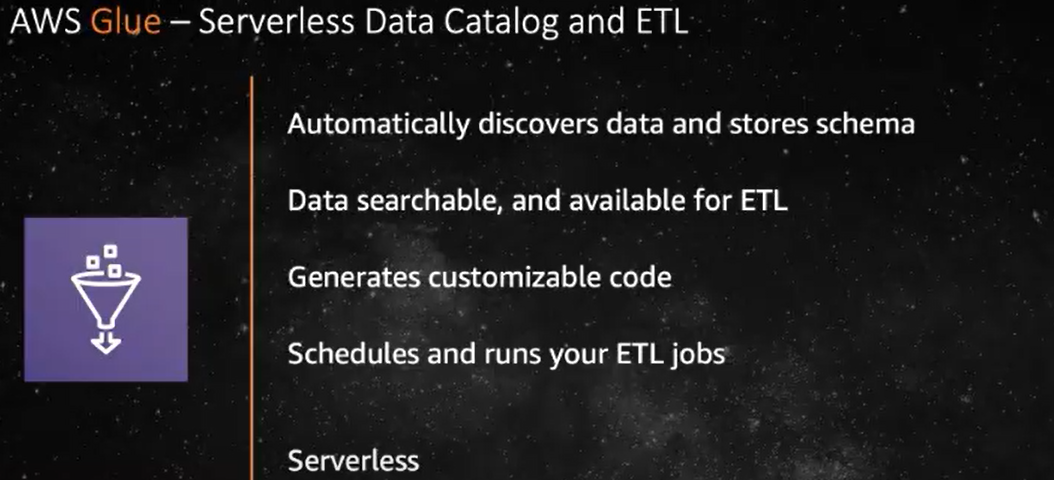 AWS Glue – Serverless Data Catalog and ETL
Automatically discovers data and stores schema
Data searchable, and available for ETL
Generates customizable code
Schedules and runs your ETL jobs
Serverless